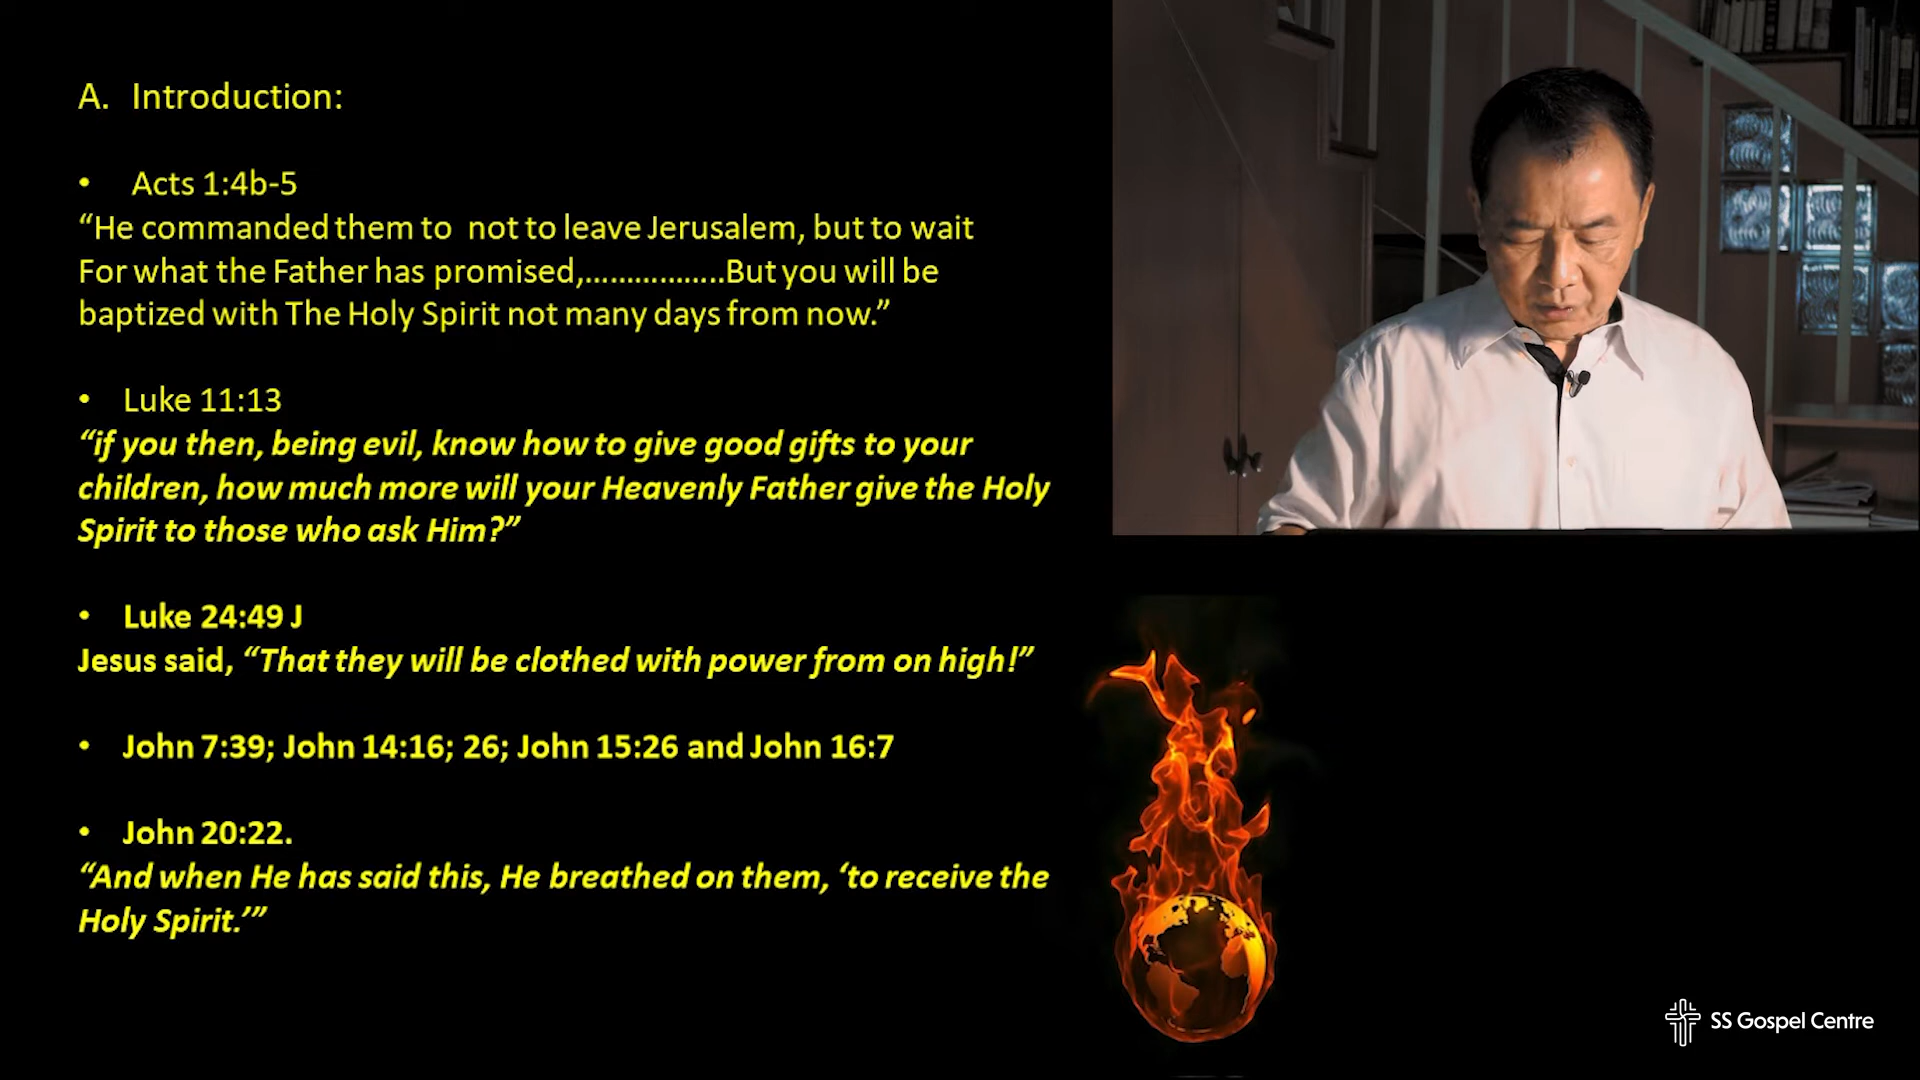 A. Introduction:
• Acts 1:4b-5
“He commanded them to not to leave Jerusalem, but to wait
For what the Father has promised,.................But you will be
baptized with The Holy Spirit not many days from now.”
• Luke 11:13
“if you then, being evil, know how to give good gifts to your
children, how much more will your Heavenly Father give the Holy
Spirit to those who ask Him?”
• Luke 24:49 J
Jesus said, “That they will be clothed with power from on high!”
• John 7:39; John 14:16; 26; John 15:26 and John 16:7
• John 20:22.
“And when He has said this, He breathed on them, ‘to receive the
Holy Spirit.’”
SS Gospel Centre